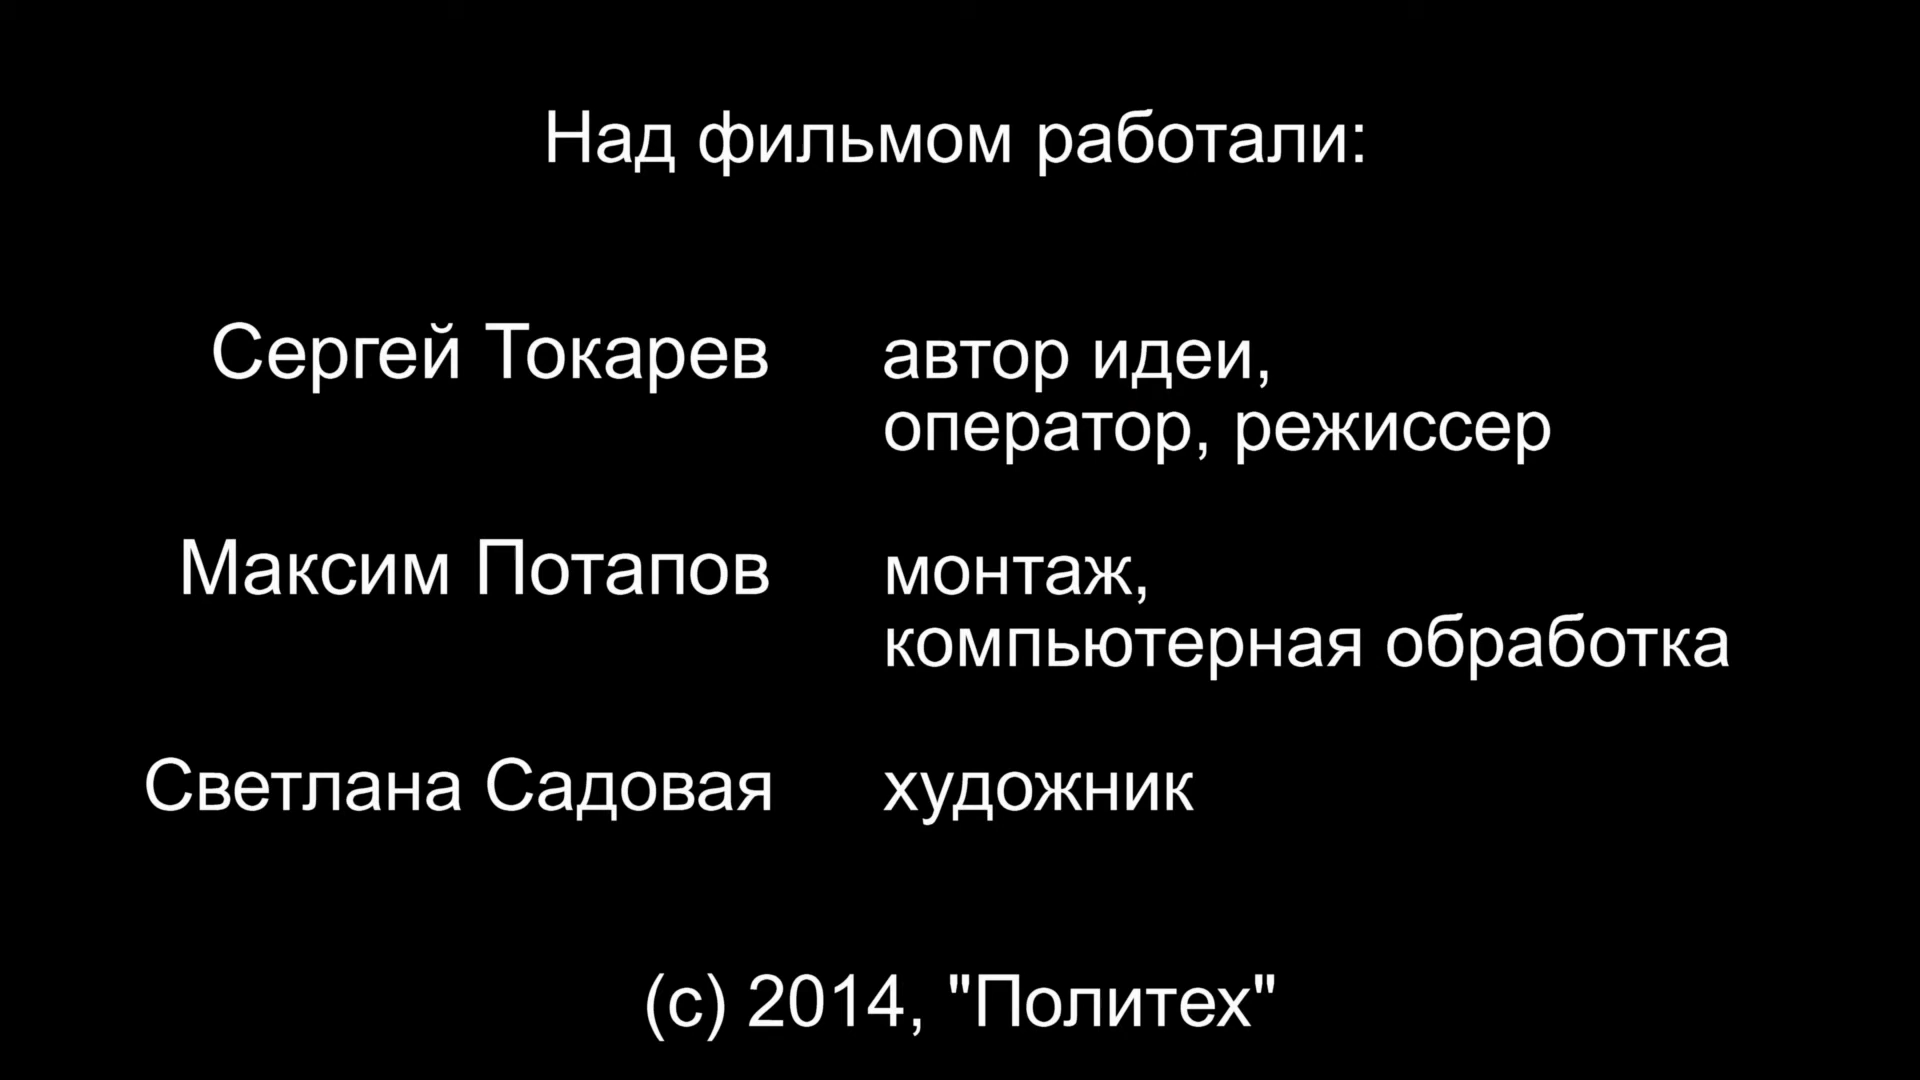 Над фильмом работали:
Сергей Токарев автор идеи,
оператор, режиссер
Максим Потапов монтаж,
компьютерная обработка
Светлана Садовая художник
(с) 2014, "Политех"